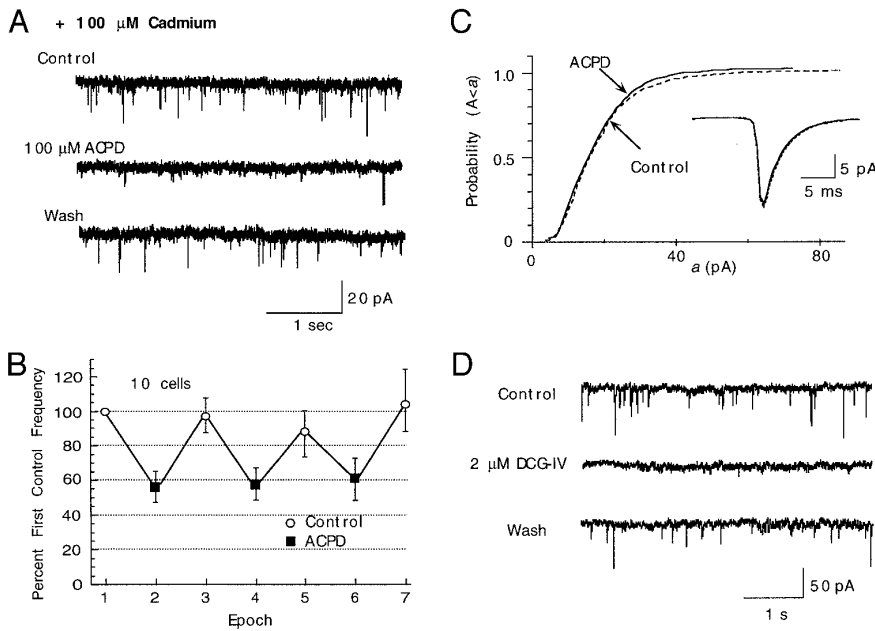 A
+ 100 µM Cadmium
Control
100 µM ACPD
Wash
20 pA
1 sec
B
Percent First Control Frequency
120
100
80
60
40
20
0
10 cells
Control
ACPD
1 2 3 4 5 6 7
Epoch
C
Probability (A<a)
1.0
0.5
0
ACPD
Control
5 pA
5 ms
0 40 80
a (pA)
D
Control
2 µM DCG-IV
Wash
50 pA
1 s